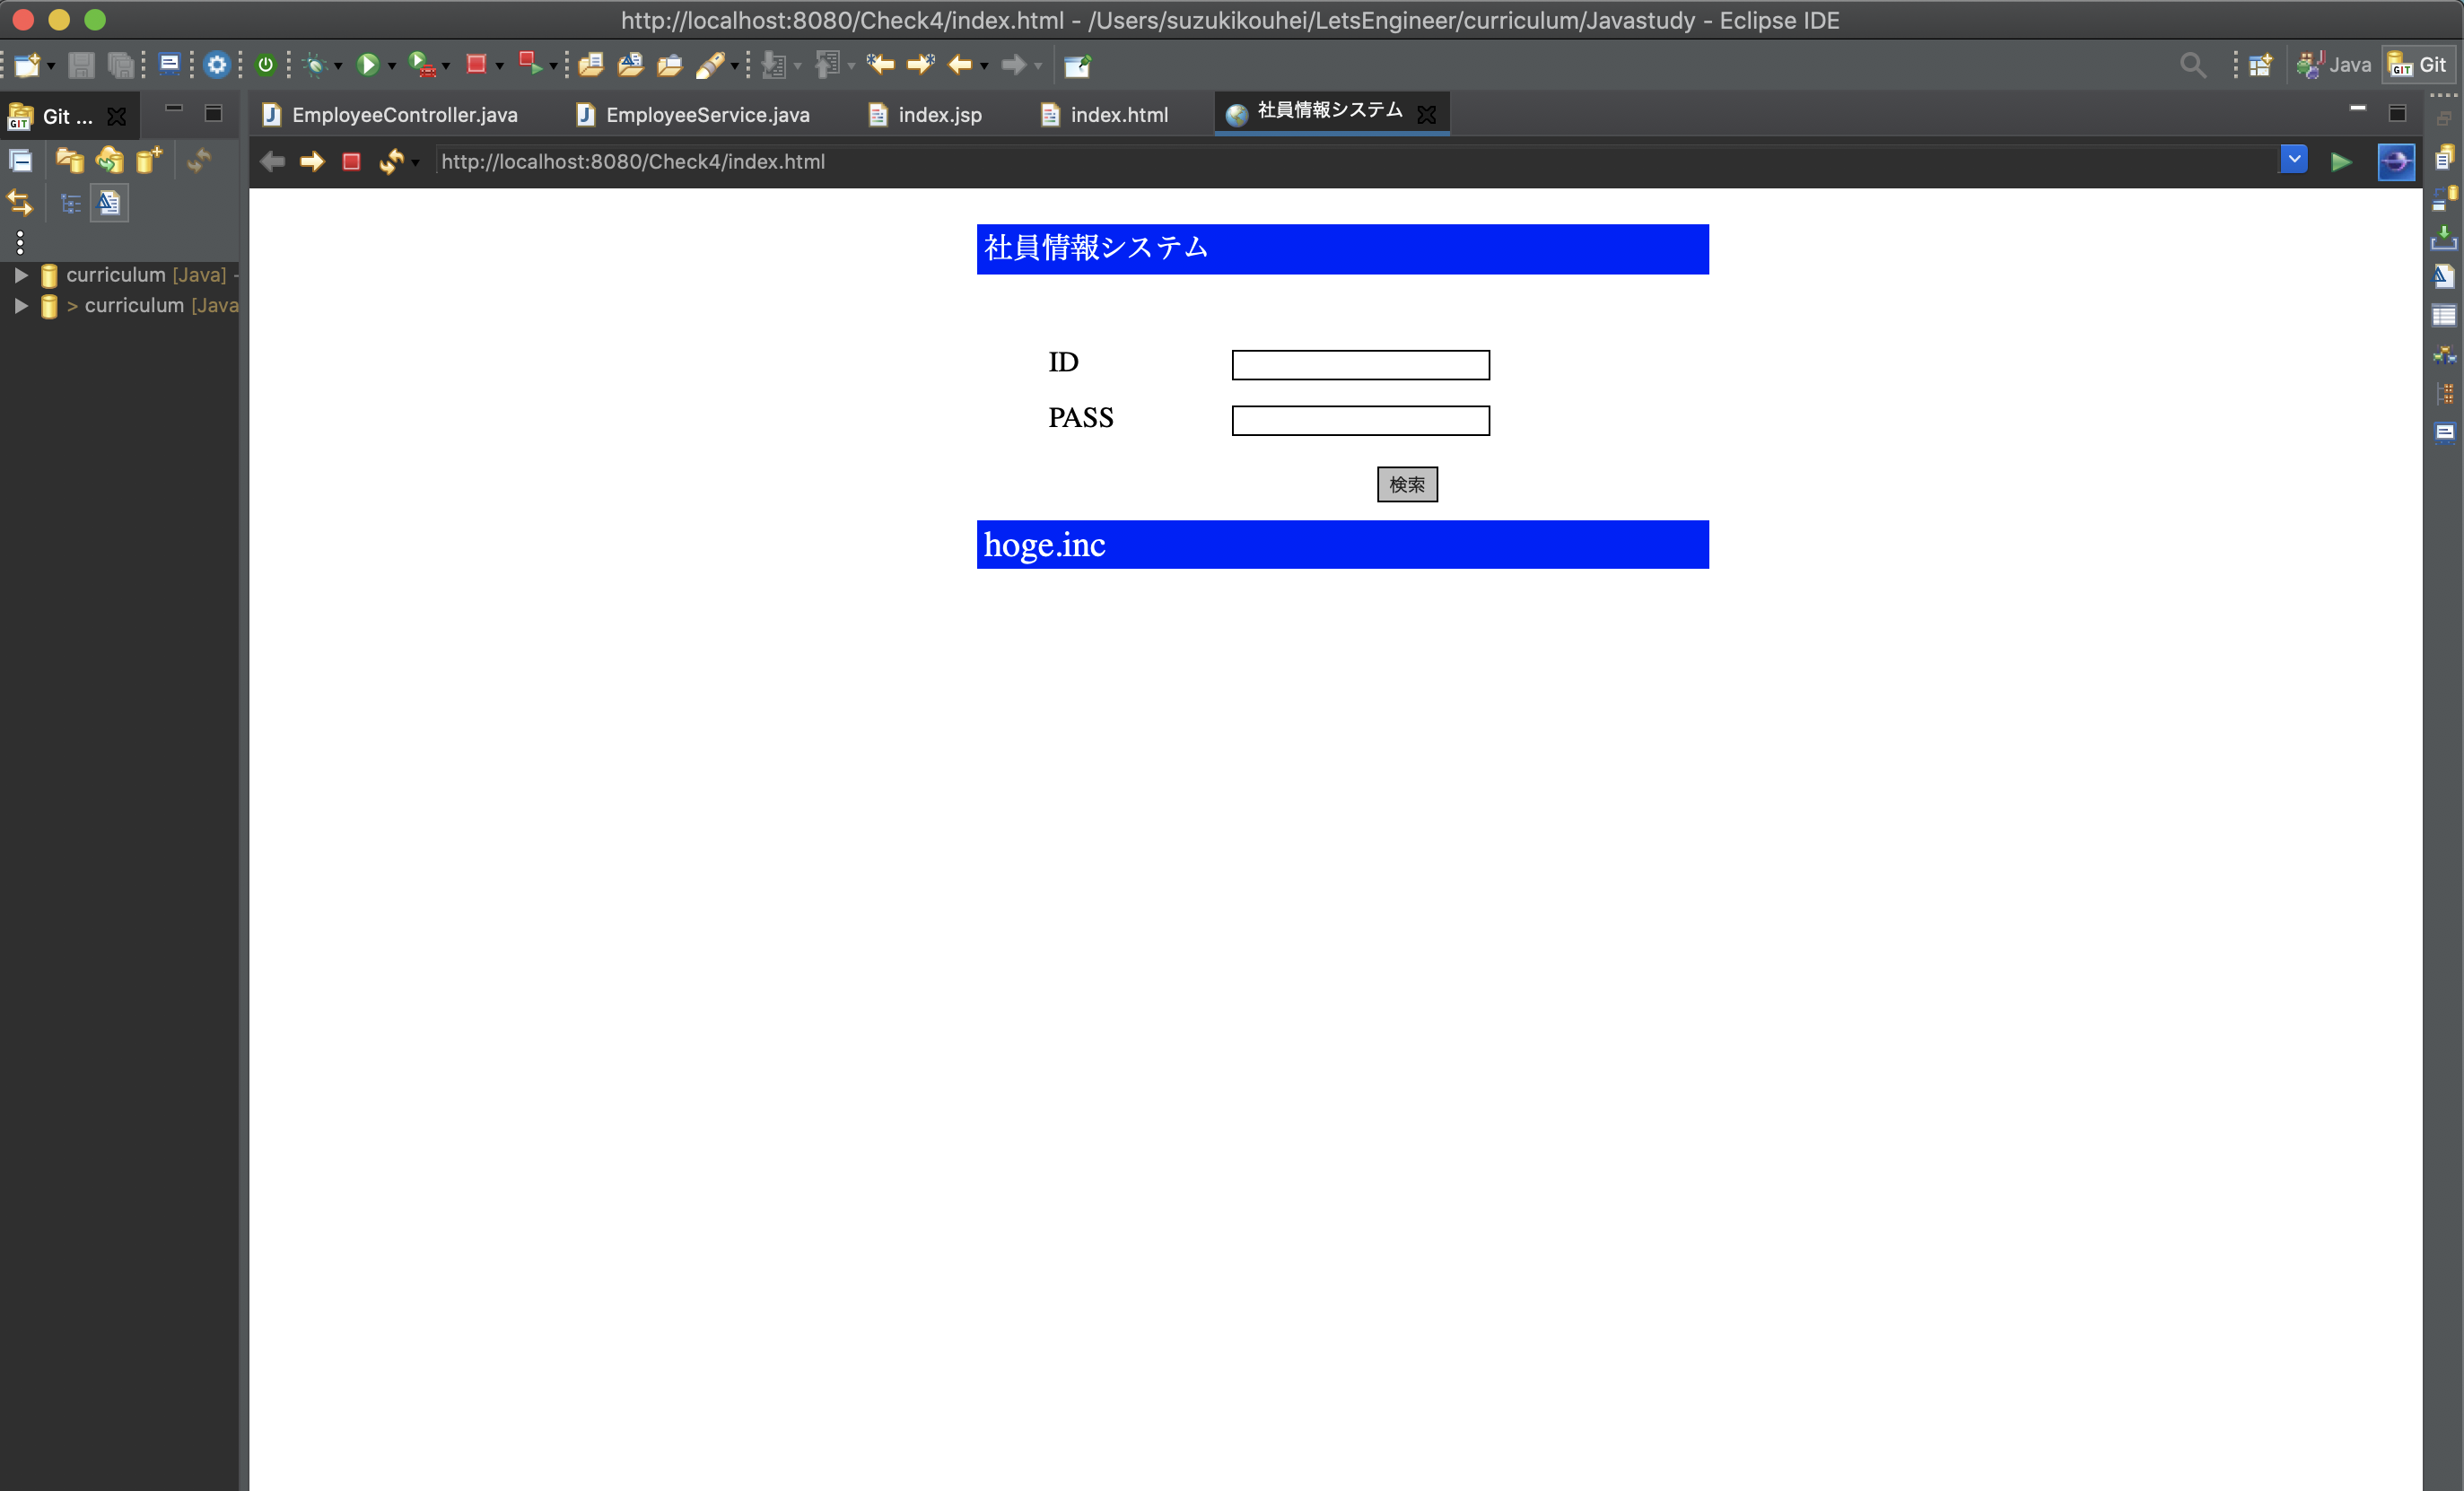 http://localhost:8080/Check4/index.html - /Users/suzukikouhei/LetsEngineer/curriculum/Javastudy - Eclipse IDE
Java
GIT Git
GIT Git ...
EmployeeController.java
EmployeeService.java
index.jsp
index.html
社員情報システム
http://localhost:8080/Check4/index.html
curriculum [Java] -
> curriculum [Java
社員情報システム
ID
PASS
検索
hoge.inc